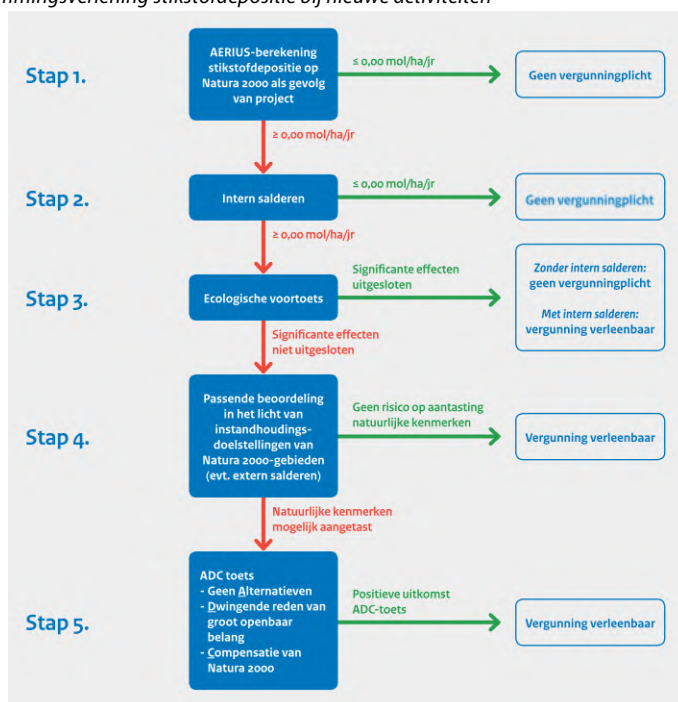 stikstofdepositie bij nieuwe activiteiten
Stap 1.
AERIUS-berekening
stikstofdepositie op
Natura 2000 als gevolg
van project
≤ 0,00 mol/ha/jr
Geen vergunningplicht
≥ 0,00 mol/ha/jr
Stap 2.
Intern salderen
≤ 0,00 mol/ha/jr
Geen vergunningplicht
≥ 0,00 mol/ha/jr
Stap 3.
Ecologische voortoets
Significante effecten
uitgesloten
Zonder intern salderen:
geen vergunningplicht
Met intern salderen:
vergunning verleenbaar
Significante effecten
niet uitgesloten
Stap 4.
Passende beoordeling
in het licht van
instandhoudings-
doelstellingen van
Natura 2000-gebieden
(evt. extern salderen)
Geen risico op aantasting
natuurlijke kenmerken
Vergunning verleenbaar
Natuurlijke kenmerken
mogelijk aangetast
Stap 5.
ADC toets
- Geen Alternatieven
- Dwingende reden van
groot openbaar
belang
- Compensatie van
Natura 2000
Positieve uitkomst
ADC-toets
Vergunning verleenbaar